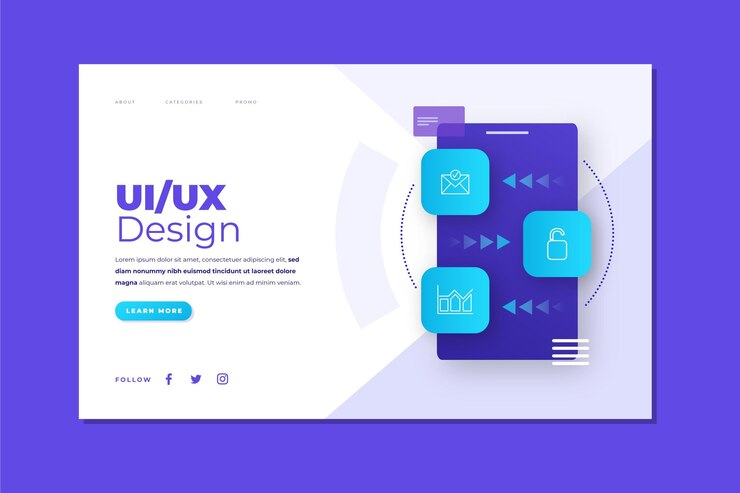 ABOUT CATEGORIES PROMO
UI/UX
Design
Lorem ipsum dolor sit amet, consectetuer adipiscing elit, sed
diam nonummy nibh euismod tincidunt ut laoreet dolore
magna aliquam erat volutpat. Ut wisi enim ad minim veniam.
LEARN MORE
FOLLOW